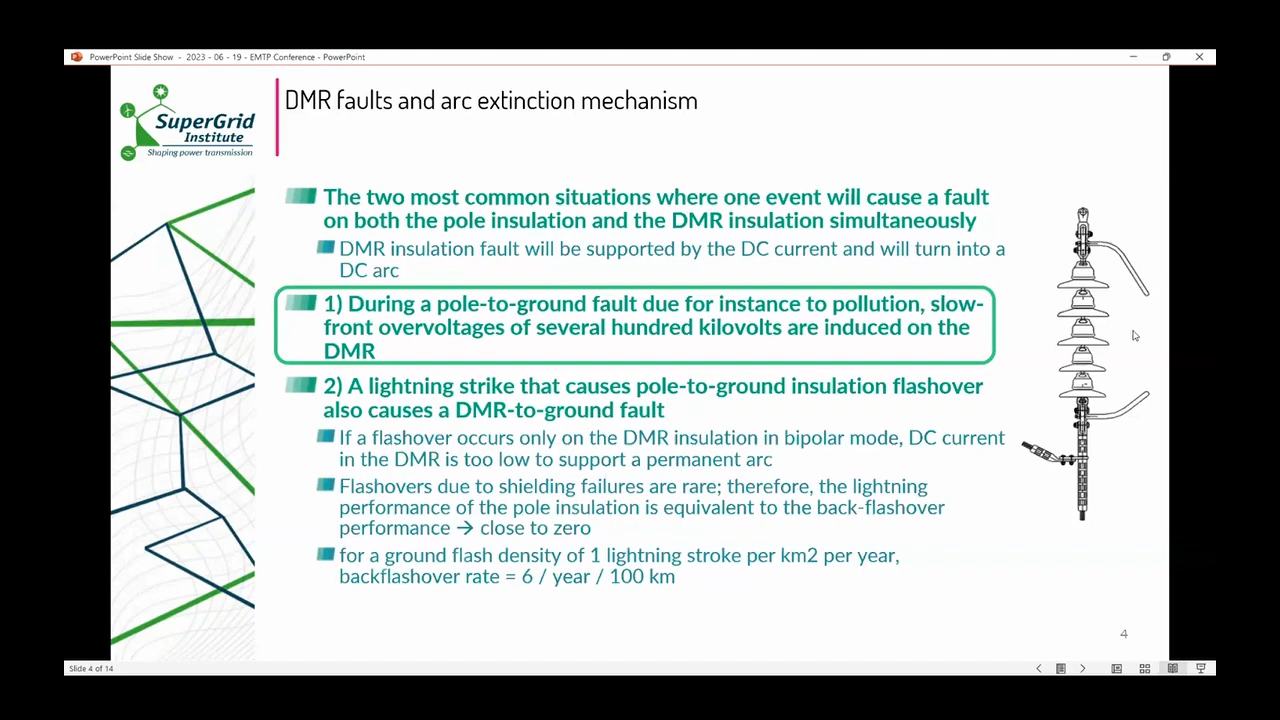 PowerPoint Slide Show - 2023 - 06 - 19 - EMTP Conference - PowerPoint
SuperGrid
Institute
Shaping power transmission
DMR faults and arc extinction mechanism
The two most common situations where one event will cause a fault
on both the pole insulation and the DMR insulation simultaneously
DMR insulation fault will be supported by the DC current and will turn into a
DC arc
1) During a pole-to-ground fault due for instance to pollution, slow-
front overvoltages of several hundred kilovolts are induced on the
DMR
2) A lightning strike that causes pole-to-ground insulation flashover
also causes a DMR-to-ground fault
If a flashover occurs only on the DMR insulation in bipolar mode, DC current
in the DMR is too low to support a permanent arc
Flashovers due to shielding failures are rare; therefore, the lightning
performance of the pole insulation is equivalent to the back-flashover
performance → close to zero
for a ground flash density of 1 lightning stroke per km2 per year,
backflashover rate = 6 / year / 100 km
4
Slide 4 of 14